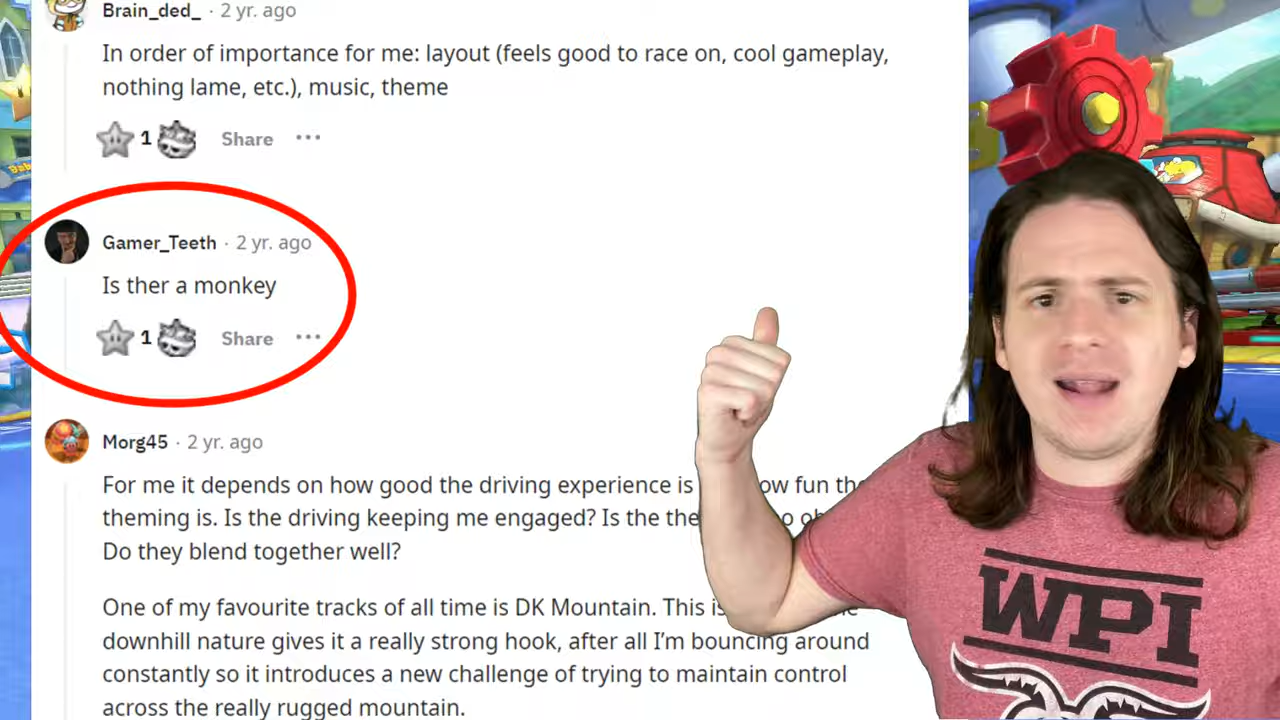 Brain_ded_ · 2 yr. ago
In order of importance for me: layout (feels good to race on, cool gameplay,
nothing lame, etc.), music, theme
1 Share ···
Gamer_Teeth · 2 yr. ago
Is ther a monkey
1 Share ···
Morg45 · 2 yr. ago
For me it depends on how good the driving experience is
theming is. Is the driving keeping me engaged? Is the
Do they blend together well?
One of my favourite tracks of all time is DK Mountain. This
downhill nature gives it a really strong hook, after all I'm bouncing around
constantly so it introduces a new challenge of trying to maintain control
across the really rugged mountain.
WPI